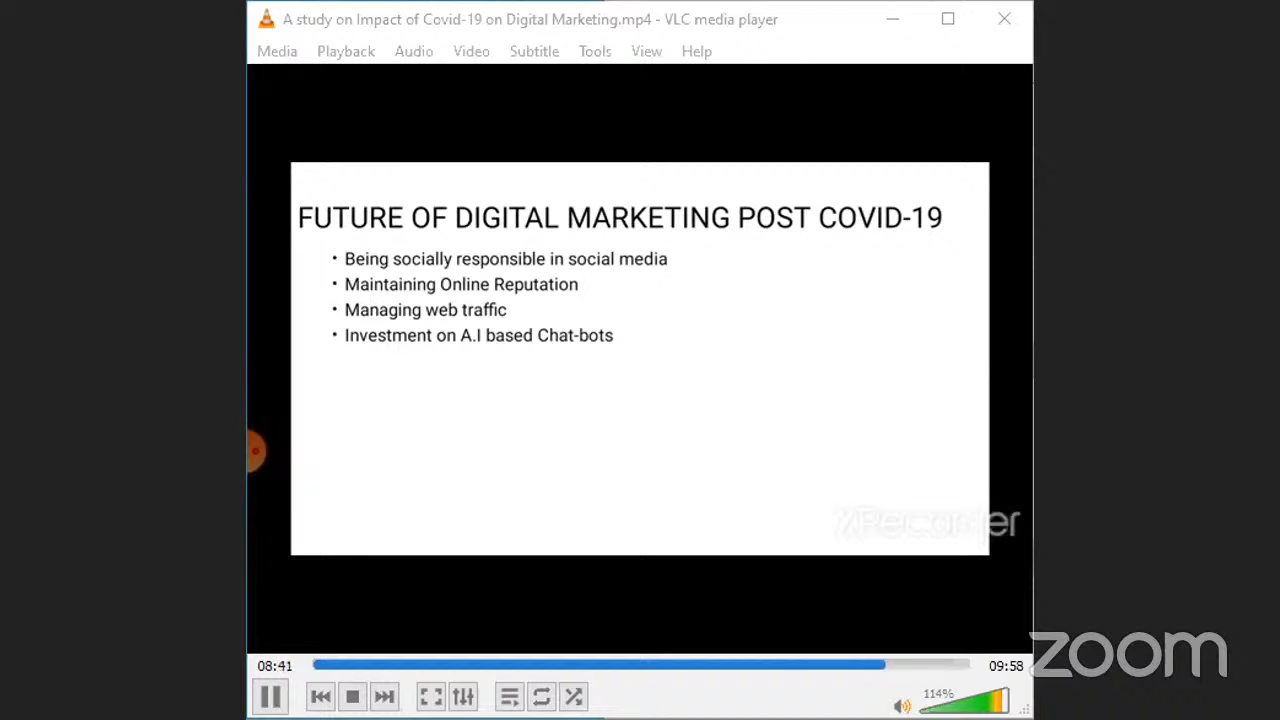 A study on Impact of Covid-19 on Digital Marketing.mp4 - VLC media player
Media Playback Audio Video Subtitle Tools View Help
FUTURE OF DIGITAL MARKETING POST COVID-19
• Being socially responsible in social media
• Maintaining Online Reputation
• Managing web traffic
• Investment on A.I based Chat-bots
XRecorder
08:41
09:58
zoom
114%